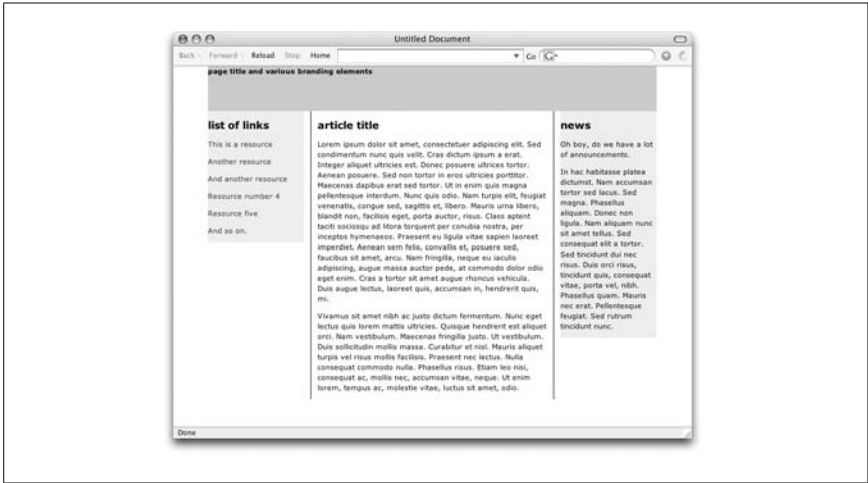 Untitled Document
Back Forward Reload Stop Home Go G
page title and various branding elements
list of links
This is a resource
Another resource
And another resource
Resource number 4
Resource five
And so on.
article title
Lorem ipsum dolor sit amet, consectetuer adipiscing elit. Sed
condimentum nunc quis velit. Cras dictum ipsum a erat.
Integer aliquet ultricies est. Donec posuere ultrices tortor.
Aenean posuere. Sed non tortor in eros ultricies porttitor.
Maecenas dapibus erat sed tortor. Ut in enim quis magna
pellentesque interdum. Nunc quis odio. Nam turpis elit, feugiat
venenatis, congue sed, sagittis et, libero. Mauris urna libero,
blandit non, facilisis eget, porta auctor, risus. Class aptent
taciti sociosqu ad litora torquent per conubia nostra, per
inceptos hymenaeos. Praesent eu ligula vitae sapien laoreet
imperdiet. Aenean sem felis, convallis et, posuere sed,
faucibus sit amet, arcu. Nam fringilla, neque eu iaculis
adipiscing, augue massa auctor pede, at commodo dolor odio
eget enim. Cras a tortor sit amet augue rhoncus vehicula.
Duis augue lectus, laoreet quis, accumsan in, hendrerit quis,
mi.
Vivamus sit amet nibh ac justo dictum fermentum. Nunc eget
lectus quis lorem mattis ultricies. Quisque hendrerit est aliquet
orci. Nam vestibulum. Maecenas fringilla justo. Ut vestibulum.
Duis sollicitudin mollis massa. Curabitur et nisl. Mauris aliquet
turpis vel risus mollis facilisis. Praesent nec lectus. Nulla
consequat commodo nulla. Phasellus risus. Etiam leo nisi,
consequat ac, mollis nec, accumsan vitae, neque. Ut enim
lorem, tempus ac, molestie vitae, luctus sit amet, odio.
news
Oh boy, do we have a lot
of announcements.
In hac habitasse platea
dictumst. Nam accumsan
tortor sed lacus. Sed
magna. Phasellus
aliquam. Donec non
ligula. Nam aliquam nunc
sit amet tellus. Sed
consequat elit a tortor.
Sed tincidunt dui nec
risus. Duis orci risus,
tincidunt quis, consequat
vitae, porta vel, nibh.
Phasellus quam. Mauris
nec erat. Pellentesque
feugiat. Sed rutrum
tincidunt nunc.
Done